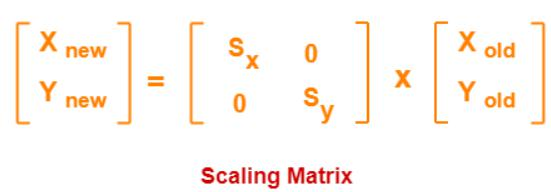 X new = Sx 0 x X old
Y new 0 Sy Y old
Scaling Matrix